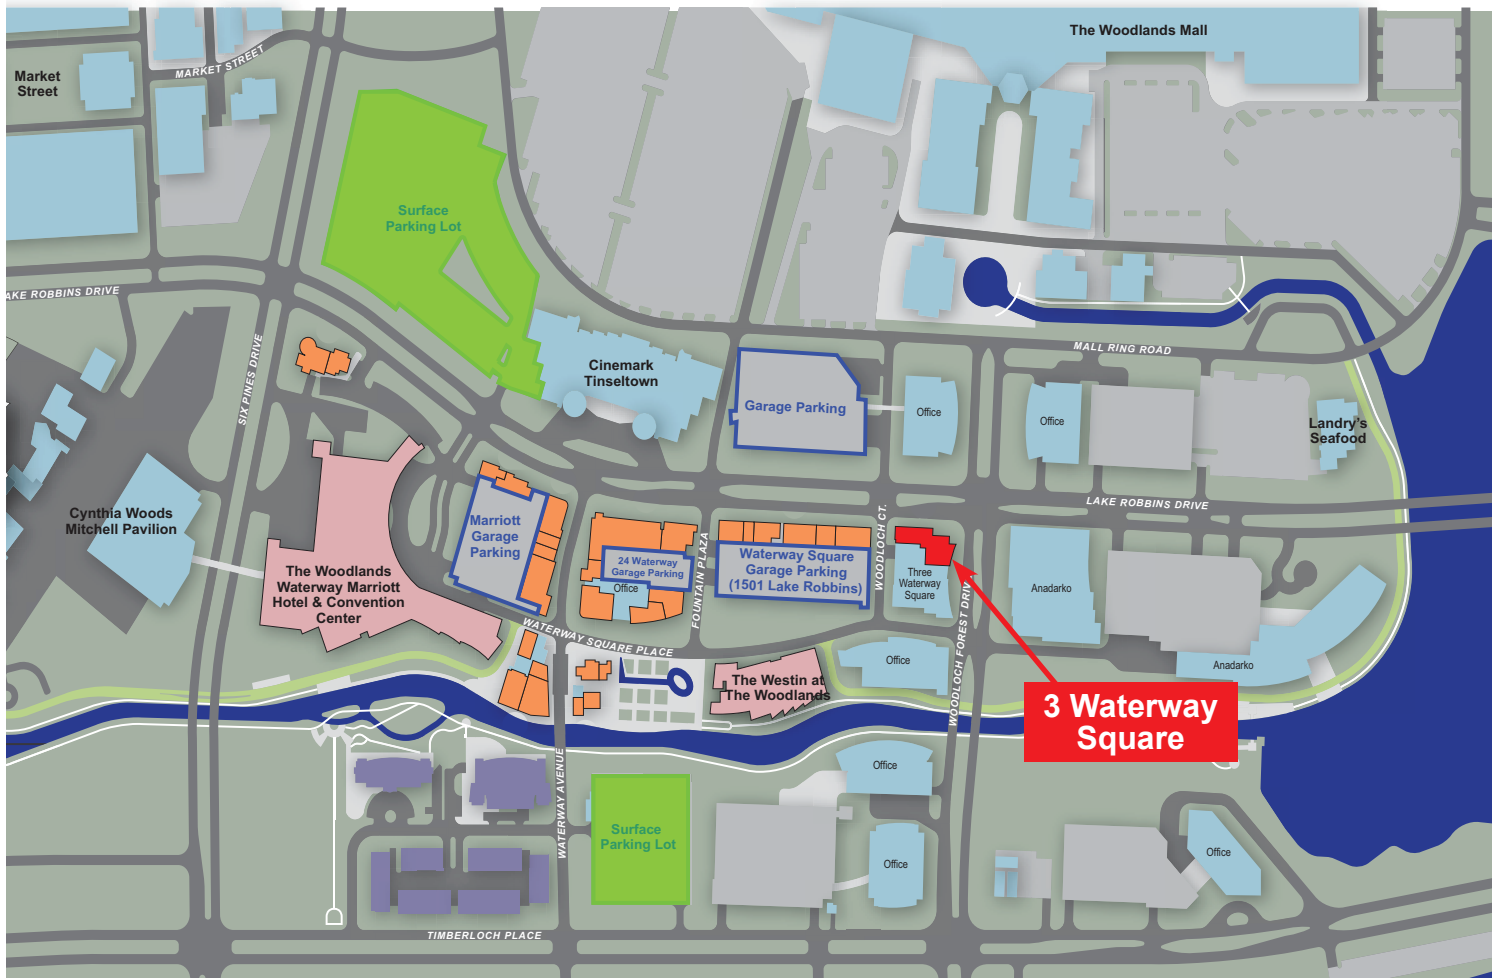 The Woodlands Mall
MARKET STREET
Market
Street
Surface
Parking Lot
LAKE ROBBINS DRIVE
SIX PINES DRIVE
MALL RING ROAD
Cinemark
Tinseltown
Garage Parking
Office
Office
Landry's
Seafood
LAKE ROBBINS DRIVE
Cynthia Woods
Mitchell Pavilion
Marriott
Garage
Parking
WOODLOCH CT.
FOUNTAIN PLAZA
24 Waterway
Garage Parking
Office
Waterway Square
Garage Parking
(1501 Lake Robbins)
Three
Waterway
Square
Anadarko
The Woodlands
Waterway Marriott
Hotel & Convention
Center
WATERWAY SQUARE PLACE
WOODLOCH FOREST DRIVE
Office
Anadarko
The Westin at
The Woodlands
3 Waterway
Square
WATERWAY AVENUE
Office
Surface
Parking Lot
Office
Office
TIMBERLOCH PLACE